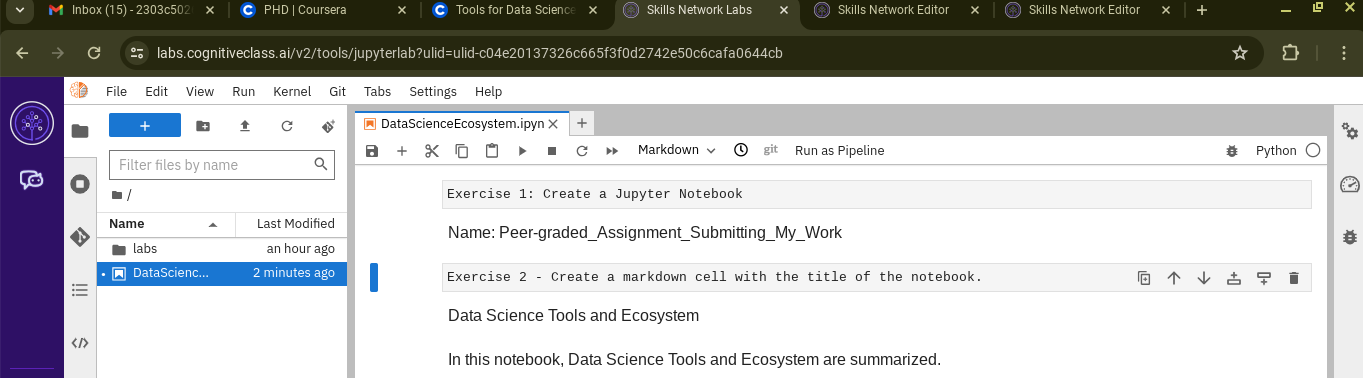 Inbox (15) - 2303c502
PHD | Coursera
Tools for Data Science
Skills Network Labs
Skills Network Editor
Skills Network Editor
labs.cognitiveclass.ai/v2/tools/jupyterlab?ulid=ulid-c04e20137326c665f3f0d2742e50c6cafa0644cb
File Edit View Run Kernel Git Tabs Settings Help
DataScienceEcosystem.ipyn
Markdown git Run as Pipeline Python
Filter files by name
/
Name Last Modified
labs an hour ago
DataScienc... 2 minutes ago
Exercise 1: Create a Jupyter Notebook
Name: Peer-graded_Assignment_Submitting_My_Work
Exercise 2 - Create a markdown cell with the title of the notebook.
Data Science Tools and Ecosystem
In this notebook, Data Science Tools and Ecosystem are summarized.